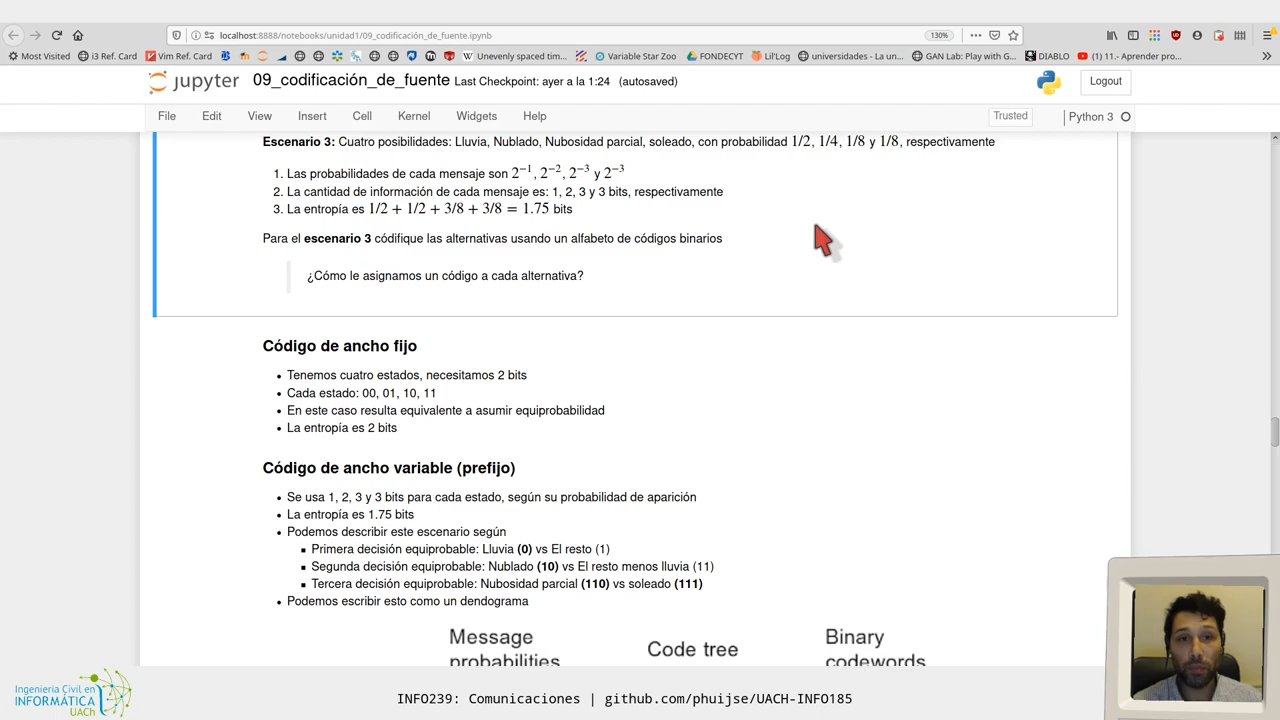 localhost:8888/notebooks/unidad1/09_codificación_de_fuente.ipynb
130%
Most Visited
i3 Ref. Card
Vim Ref. Card
Unevenly spaced tim...
Variable Star Zoo
FONDECYT
Lil'Log
universidades - La un...
GAN Lab: Play with G...
DIABLO
(1) 11.- Aprender pro...
jupyter 09_codificación_de_fuente Last Checkpoint: ayer a la 1:24 (autosaved)
Logout
File Edit View Insert Cell Kernel Widgets Help
Trusted
Python 3
Escenario 3: Cuatro posibilidades: Lluvia, Nublado, Nubosidad parcial, soleado, con probabilidad 1/2, 1/4, 1/8 y 1/8, respectivamente
1. Las probabilidades de cada mensaje son 2⁻¹, 2⁻², 2⁻³ y 2⁻³
2. La cantidad de información de cada mensaje es: 1, 2, 3 y 3 bits, respectivamente
3. La entropía es 1/2 + 1/2 + 3/8 + 3/8 = 1.75 bits
Para el escenario 3 códifique las alternativas usando un alfabeto de códigos binarios
¿Cómo le asignamos un código a cada alternativa?
Código de ancho fijo
• Tenemos cuatro estados, necesitamos 2 bits
• Cada estado: 00, 01, 10, 11
• En este caso resulta equivalente a asumir equiprobabilidad
• La entropía es 2 bits
Código de ancho variable (prefijo)
• Se usa 1, 2, 3 y 3 bits para cada estado, según su probabilidad de aparición
• La entropía es 1.75 bits
• Podemos describir este escenario según
▪ Primera decisión equiprobable: Lluvia (0) vs El resto (1)
▪ Segunda decisión equiprobable: Nublado (10) vs El resto menos lluvia (11)
▪ Tercera decisión equiprobable: Nubosidad parcial (110) vs soleado (111)
• Podemos escribir esto como un dendograma
Message
probabilities
Code tree
Binary
codewords
Ingeniería Civil en
INFORMÁTICA
UACh
INFO239: Comunicaciones | github.com/phuijse/UACH-INFO185